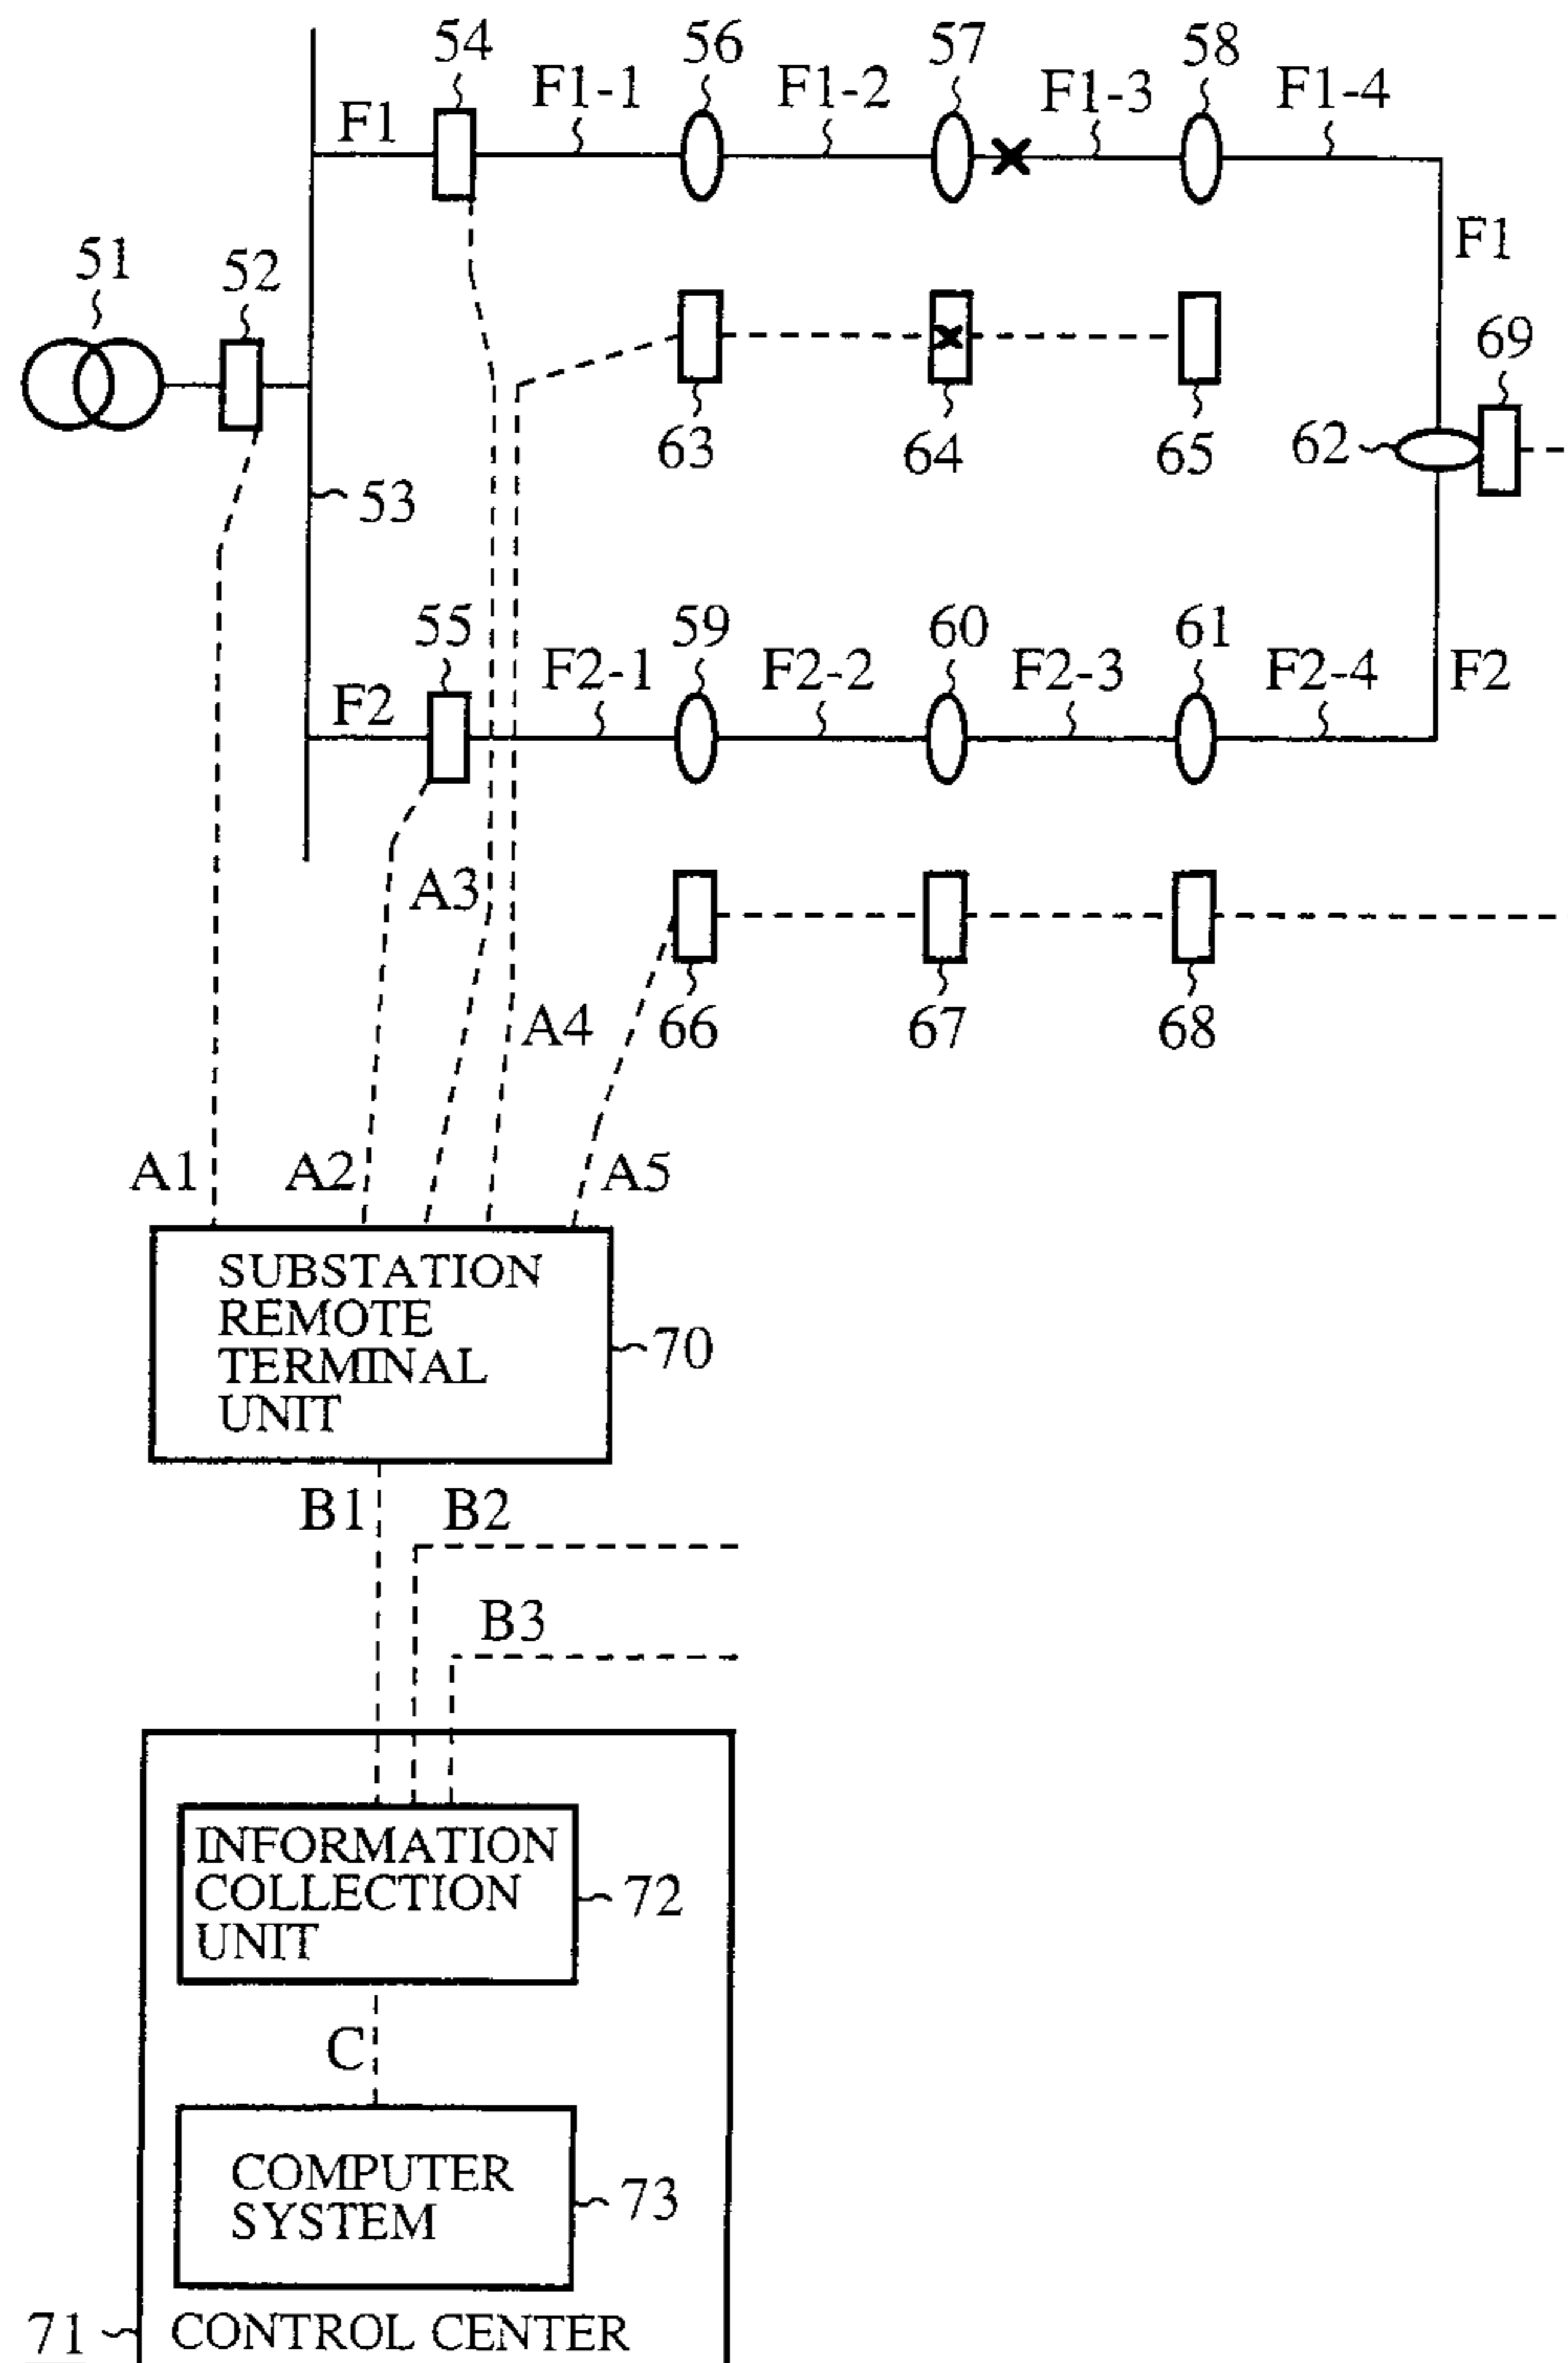 54 56 57 58
F1 F1-1 F1-2 F1-3 F1-4
51 52 F1
69
63 64 65 62
53
55 59 60 61
F2 F2-1 F2-2 F2-3 F2-4 F2
A3
66 67 68
A4
A1 A2 A5
SUBSTATION
REMOTE
TERMINAL
UNIT
70
B1 B2
B3
INFORMATION
COLLECTION
UNIT
72
C
COMPUTER
SYSTEM
73
71 CONTROL CENTER